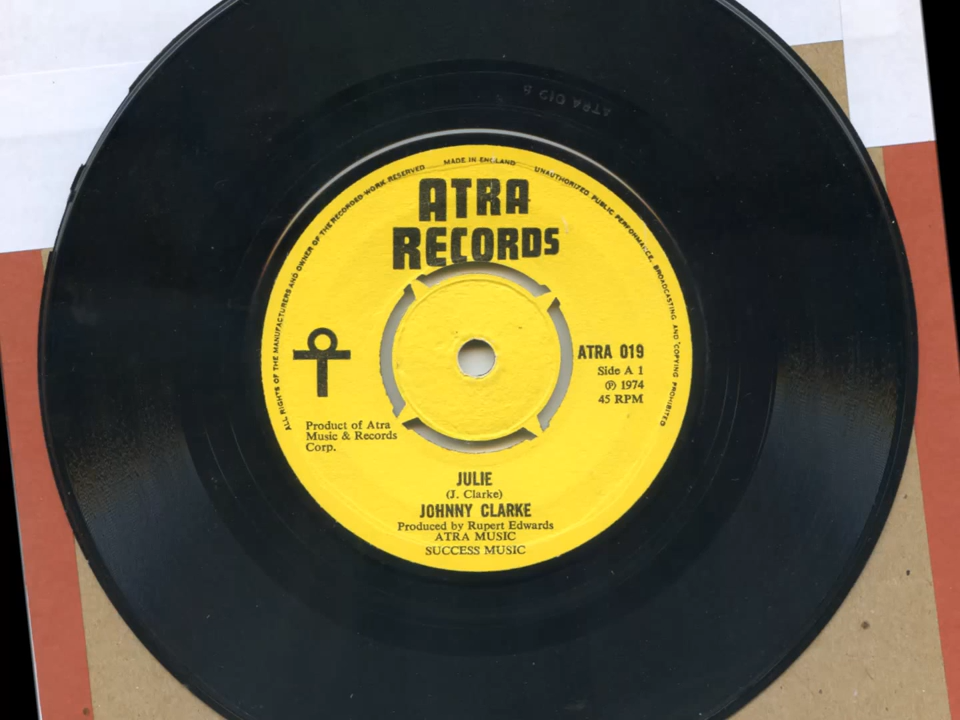 ATRA 019 B
ALL RIGHTS OF THE MANUFACTURERS AND OWNER OF THE RECORDED WORK RESERVED
MADE IN ENGLAND
UNAUTHORIZED PUBLIC PERFORMANCE, BROADCASTING AND COPYING PROHIBITED
ATRA
RECORDS
ATRA 019
Side A 1
℗ 1974
45 RPM
Product of Atra
Music & Records
Corp.
JULIE
(J. Clarke)
JOHNNY CLARKE
Produced by Rupert Edwards
ATRA MUSIC
SUCCESS MUSIC